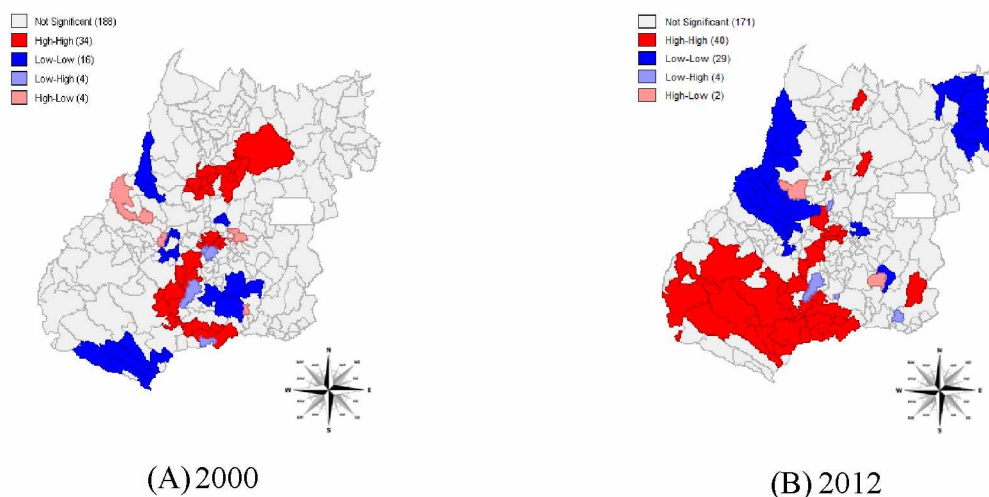 Not Significant (188)
High-High (34)
Low-Low (16)
Low-High (4)
High-Low (4)
N
W
E
S
(A) 2000
Not Significant (171)
High-High (40)
Low-Low (29)
Low-High (4)
High-Low (2)
N
W
E
S
(B) 2012